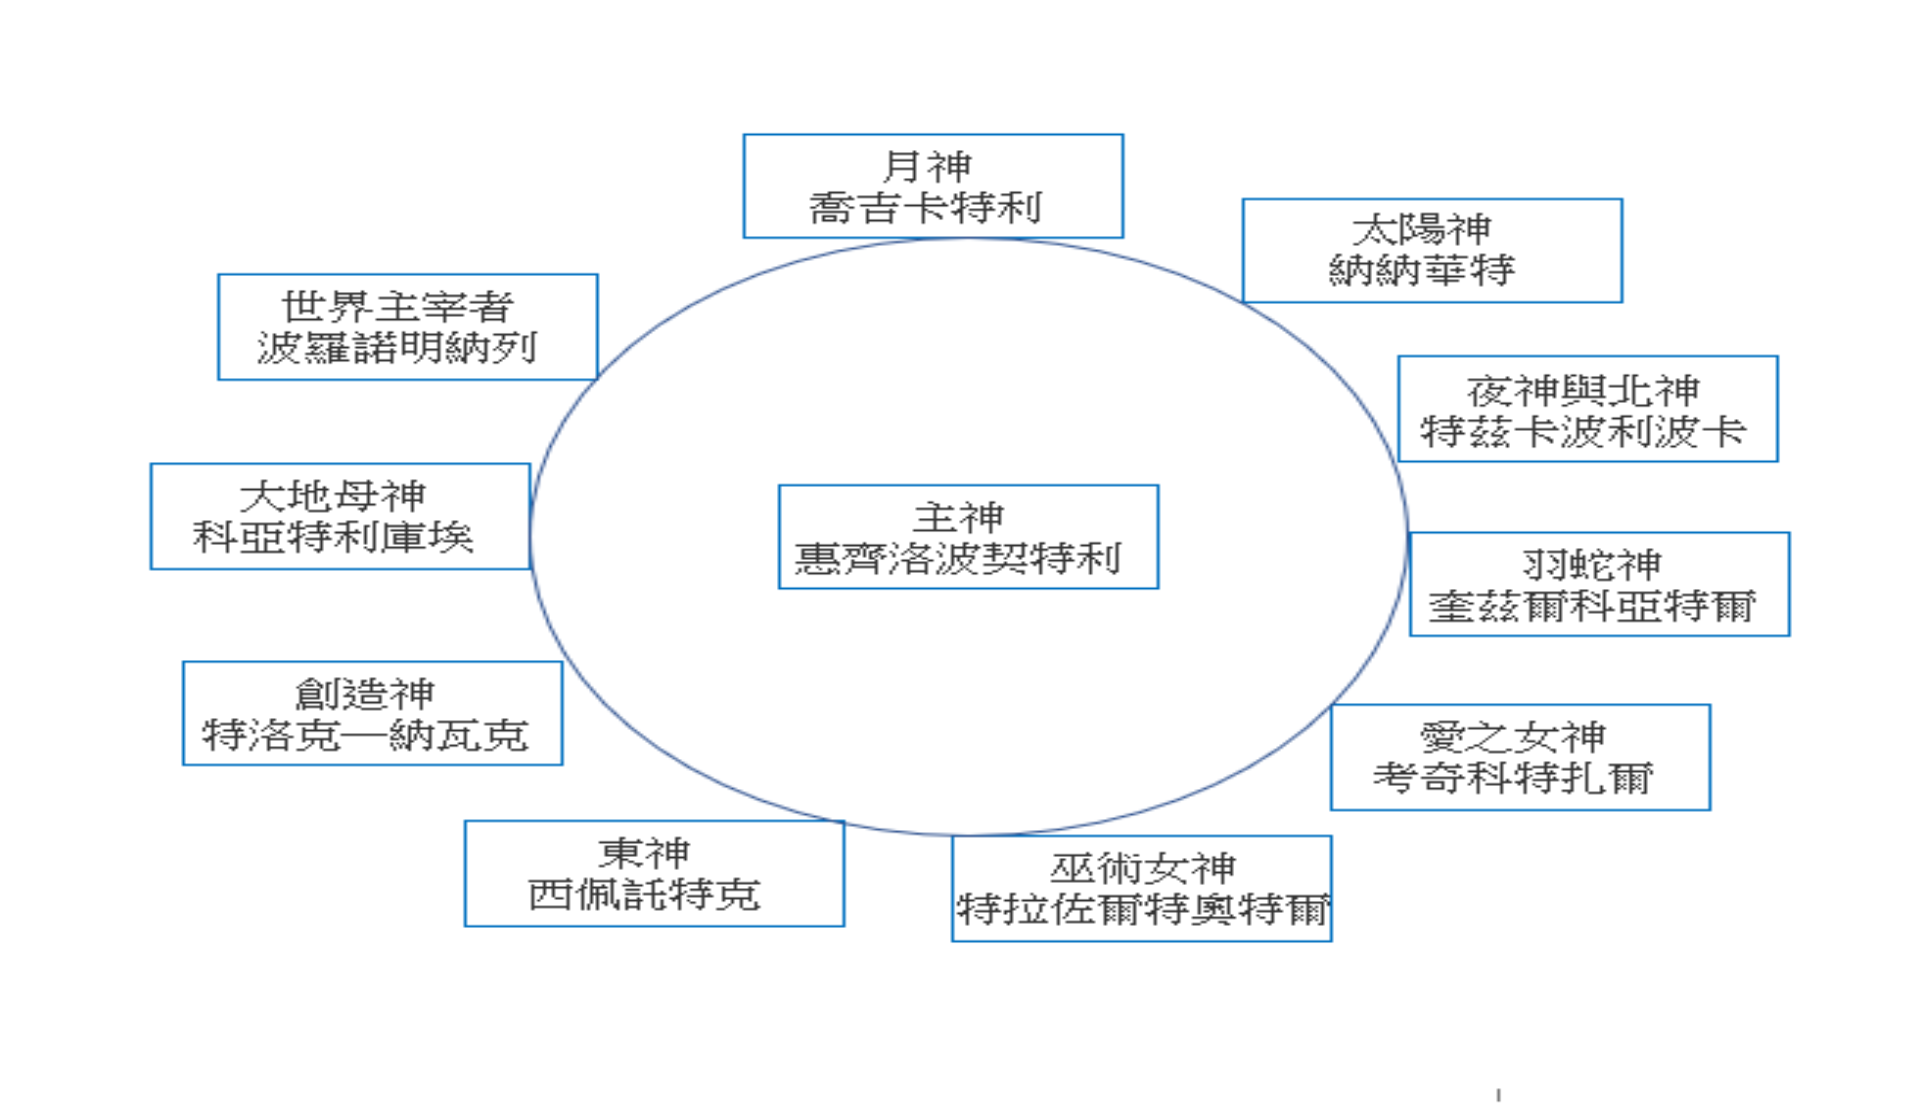 月神
喬吉卡特利
太陽神
納納華特
世界主宰者
波羅諾明納列
夜神與北神
特茲卡波利波卡
大地母神
科亞特利庫埃
主神
惠齊洛波契特利
羽蛇神
奎茲爾科亞特爾
創造神
特洛克—納瓦克
愛之女神
考奇科特扎爾
東神
西佩託特克
巫術女神
特拉佐爾特奧特爾